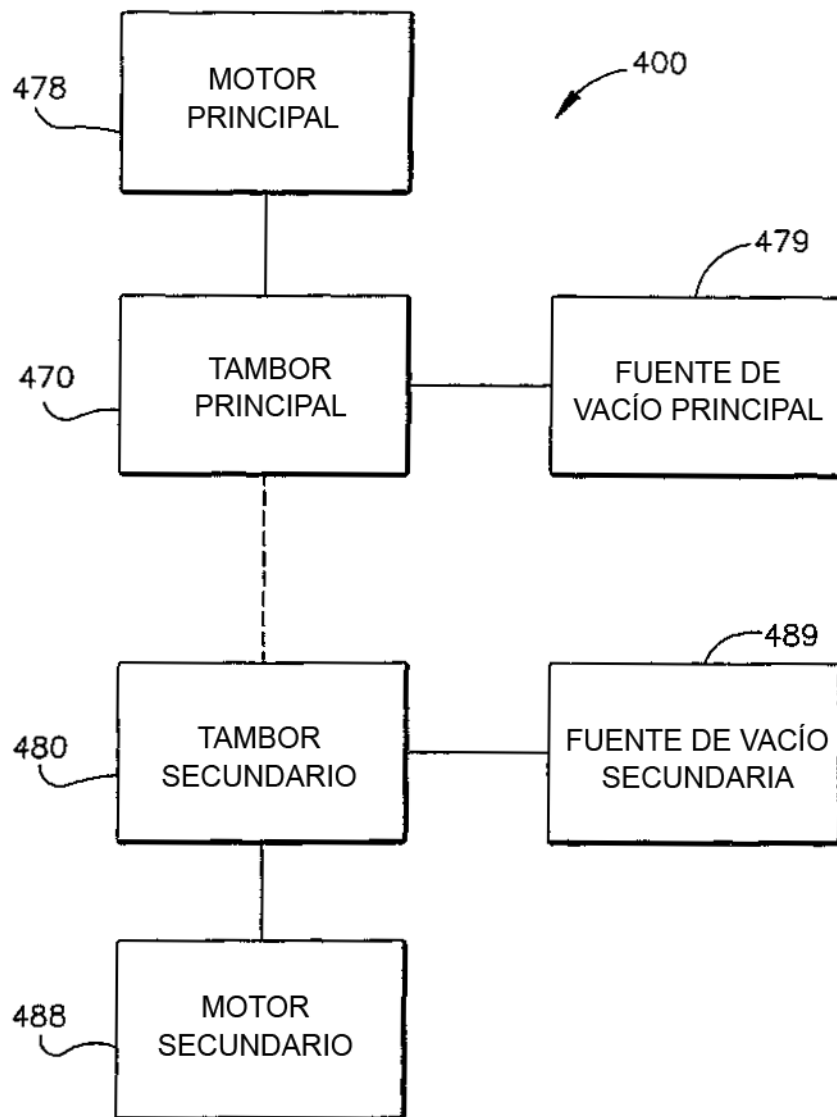 478
MOTOR
PRINCIPAL
400
479
470
TAMBOR
PRINCIPAL
FUENTE DE
VACÍO PRINCIPAL
489
480
TAMBOR
SECUNDARIO
FUENTE DE VACÍO
SECUNDARIA
488
MOTOR
SECUNDARIO